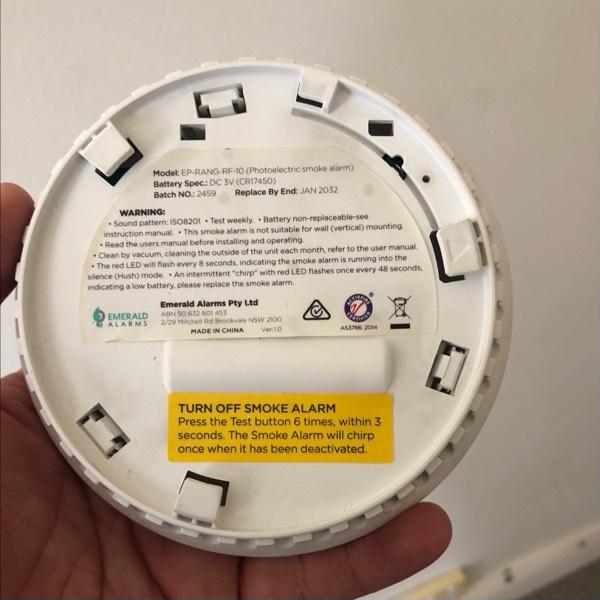 Model: EP-RANG-RF-10 (Photoelectric smoke alarm)
Battery Spec.: DC 3V (CR17450)
Batch NO.: 2459 Replace By End: JAN 2032
WARNING:
• Sound pattern: ISO8201 • Test weekly. • Battery non-replaceable-see
instruction manual. • This smoke alarm is not suitable for wall (vertical) mounting.
• Read the users manual before installing and operating.
• Clean by vacuum, cleaning the outside of the unit each month, refer to the user manual.
• The red LED will flash every 8 seconds, indicating the smoke alarm is running into the
silence (Hush) mode. • An intermittent "chirp" with red LED flashes once every 48 seconds,
indicating a low battery, please replace the smoke alarm.
EMERALD
ALARMS
Emerald Alarms Pty Ltd
ABN 50 632 601 453
2/29 Mitchell Rd Brookvale NSW 2100
MADE IN CHINA Ver:1.0
AS3786: 2014
TURN OFF SMOKE ALARM
Press the Test button 6 times, within 3
seconds. The Smoke Alarm will chirp
once when it has been deactivated.